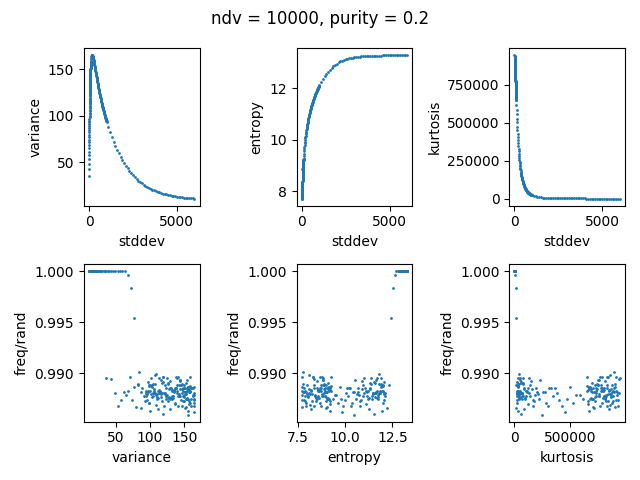 ndv = 10000, purity = 0.2
variance
150
100
50
0
5000
stddev
entropy
12
10
8
0
5000
stddev
kurtosis
750000
500000
250000
0
0
5000
stddev
freq/rand
1.000
0.995
0.990
50
100
150
variance
freq/rand
1.000
0.995
0.990
7.5
10.0
12.5
entropy
freq/rand
1.000
0.995
0.990
0
500000
kurtosis